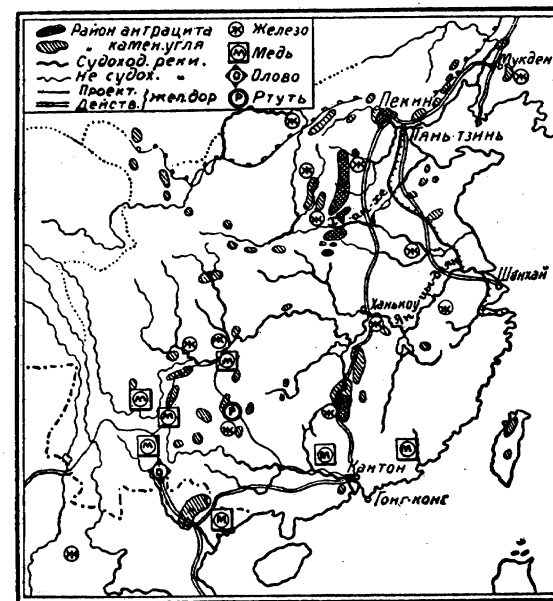 Район антрацита
" камен. угля
Судоход. реки.
Не судох. "
Проект. } жел. дор
Действ.
Ж Железо
М Медь
О Олово
Р Ртуть
Мукден
Пекин
Тянь-тзинь
Шанхай
Ханькоу
Кантон
Гонг-конг